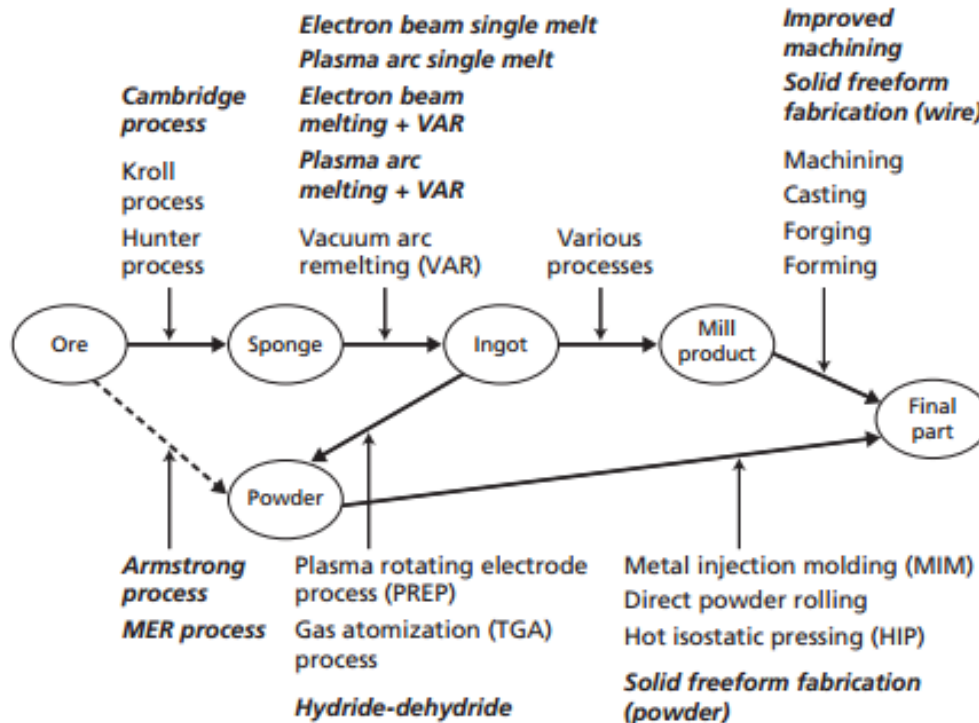 Electron beam single melt
Plasma arc single melt
Electron beam
melting + VAR
Plasma arc
melting + VAR
Vacuum arc
remelting (VAR)
Cambridge
process
Kroll
process
Hunter
process
Various
processes
Improved
machining
Solid freeform
fabrication (wire)
Machining
Casting
Forging
Forming
Ore
Sponge
Ingot
Mill
product
Final
part
Powder
Armstrong
process
MER process
Plasma rotating electrode
process (PREP)
Gas atomization (TGA)
process
Hydride-dehydride
Metal injection molding (MIM)
Direct powder rolling
Hot isostatic pressing (HIP)
Solid freeform fabrication
(powder)